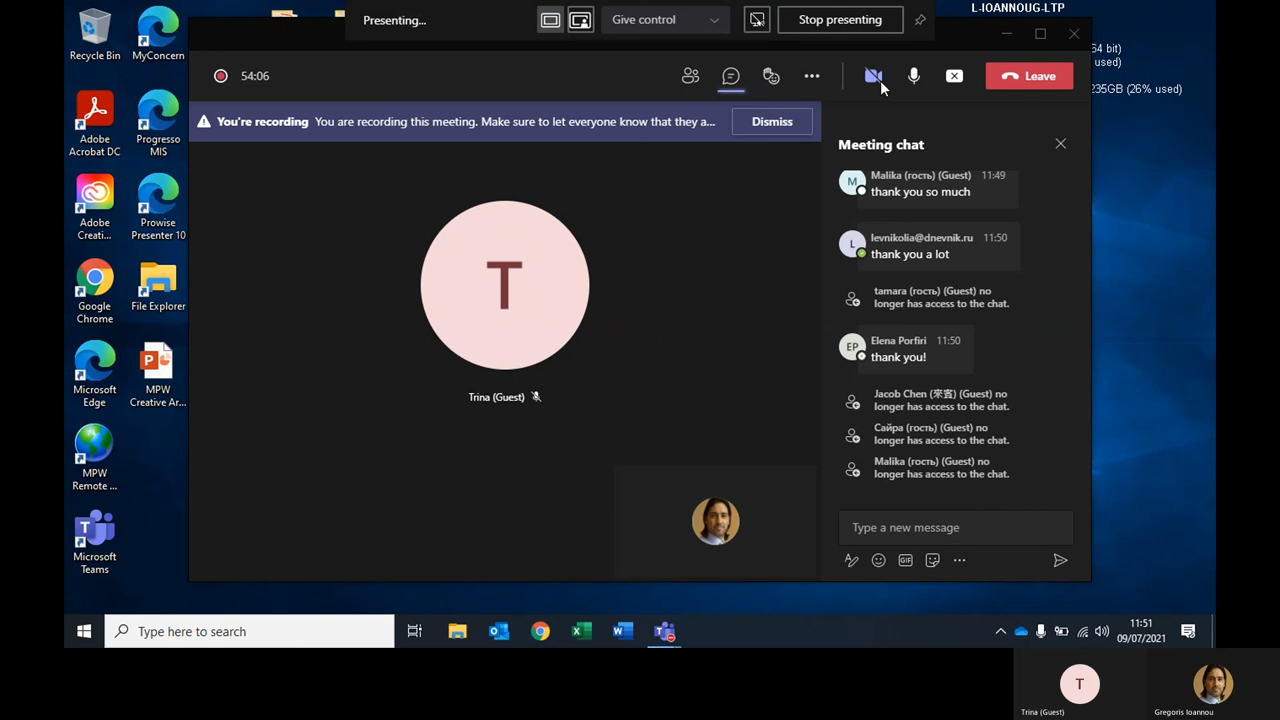 Presenting...
Give control
Stop presenting
L-IOANNOUG-LTP
64 bit)
used)
235GB (26% used)
Recycle Bin
MyConcern
Adobe
Acrobat DC
Progresso
MIS
Adobe
Creati...
Prowise
Presenter 10
Google
Chrome
File Explorer
Microsoft
Edge
MPW
Creative Ar...
MPW
Remote ...
Microsoft
Teams
54:06
Leave
You're recording You are recording this meeting. Make sure to let everyone know that they a...
Dismiss
T
Trina (Guest)
Meeting chat
M
Malika (гость) (Guest) 11:49
thank you so much
L
levnikolia@dnevnik.ru 11:50
thank you a lot
tamara (гость) (Guest) no
longer has access to the chat.
EP
Elena Porfiri 11:50
thank you!
Jacob Chen (Guest) no
longer has access to the chat.
Сайра (гость) (Guest) no
longer has access to the chat.
Malika (гость) (Guest) no
longer has access to the chat.
Type a new message
GIF
Type here to search
11:51
09/07/2021
T
Trina (Guest)
Gregoris Ioannou